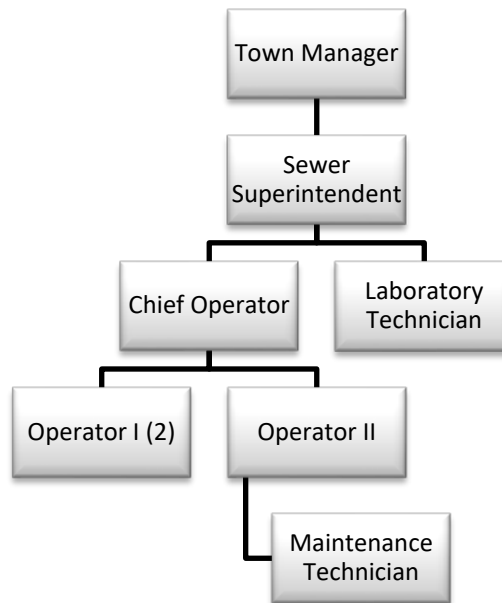 Town Manager
Sewer
Superintendent
Chief Operator
Laboratory
Technician
Operator I (2)
Operator II
Maintenance
Technician